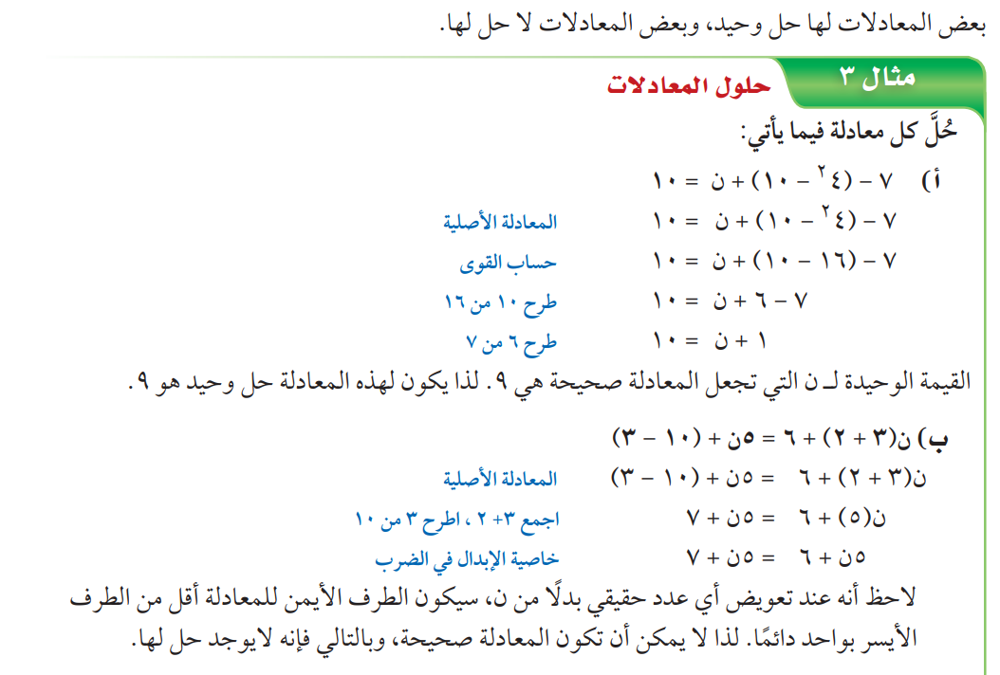 بعض المعادلات لها حل وحيد، وبعض المعادلات لا حل لها.
مثال ٣
حلول المعادلات
حُلَّ كل معادلة فيما يأتي:
أ) ٧ – (٤² – ١٠) + ن = ١٠
٧ – (٤² – ١٠) + ن = ١٠ المعادلة الأصلية
٧ – (١٦ – ١٠) + ن = ١٠ حساب القوى
٧ – ٦ + ن = ١٠ طرح ١٠ من ١٦
١ + ن = ١٠ طرح ٦ من ٧
القيمة الوحيدة لـ ن التي تجعل المعادلة صحيحة هي ٩. لذا يكون لهذه المعادلة حل وحيد هو ٩.
ب) ن(٣ + ٢) + ٦ = ٥ن + (١٠ – ٣)
ن(٣ + ٢) + ٦ = ٥ن + (١٠ – ٣) المعادلة الأصلية
ن(٥) + ٦ = ٥ن + ٧ اجمع ٣+ ٢ ، اطرح ٣ من ١٠
٥ن + ٦ = ٥ن + ٧ خاصية الإبدال في الضرب
لاحظ أنه عند تعويض أي عدد حقيقي بدلًا من ن، سيكون الطرف الأيمن للمعادلة أقل من الطرف
الأيسر بواحد دائمًا. لذا لا يمكن أن تكون المعادلة صحيحة، وبالتالي فإنه لايوجد حل لها.